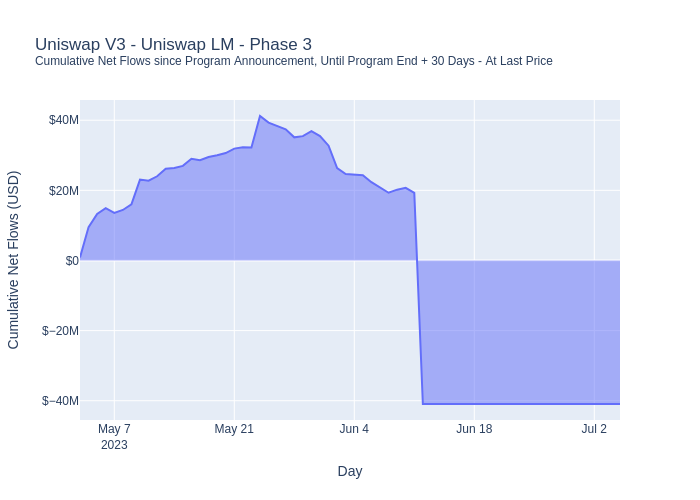 Uniswap V3 - Uniswap LM - Phase 3
Cumulative Net Flows since Program Announcement, Until Program End + 30 Days - At Last Price
$40M
$20M
$0
$−20M
$−40M
Cumulative Net Flows (USD)
May 7
2023
May 21
Jun 4
Jun 18
Jul 2
Day